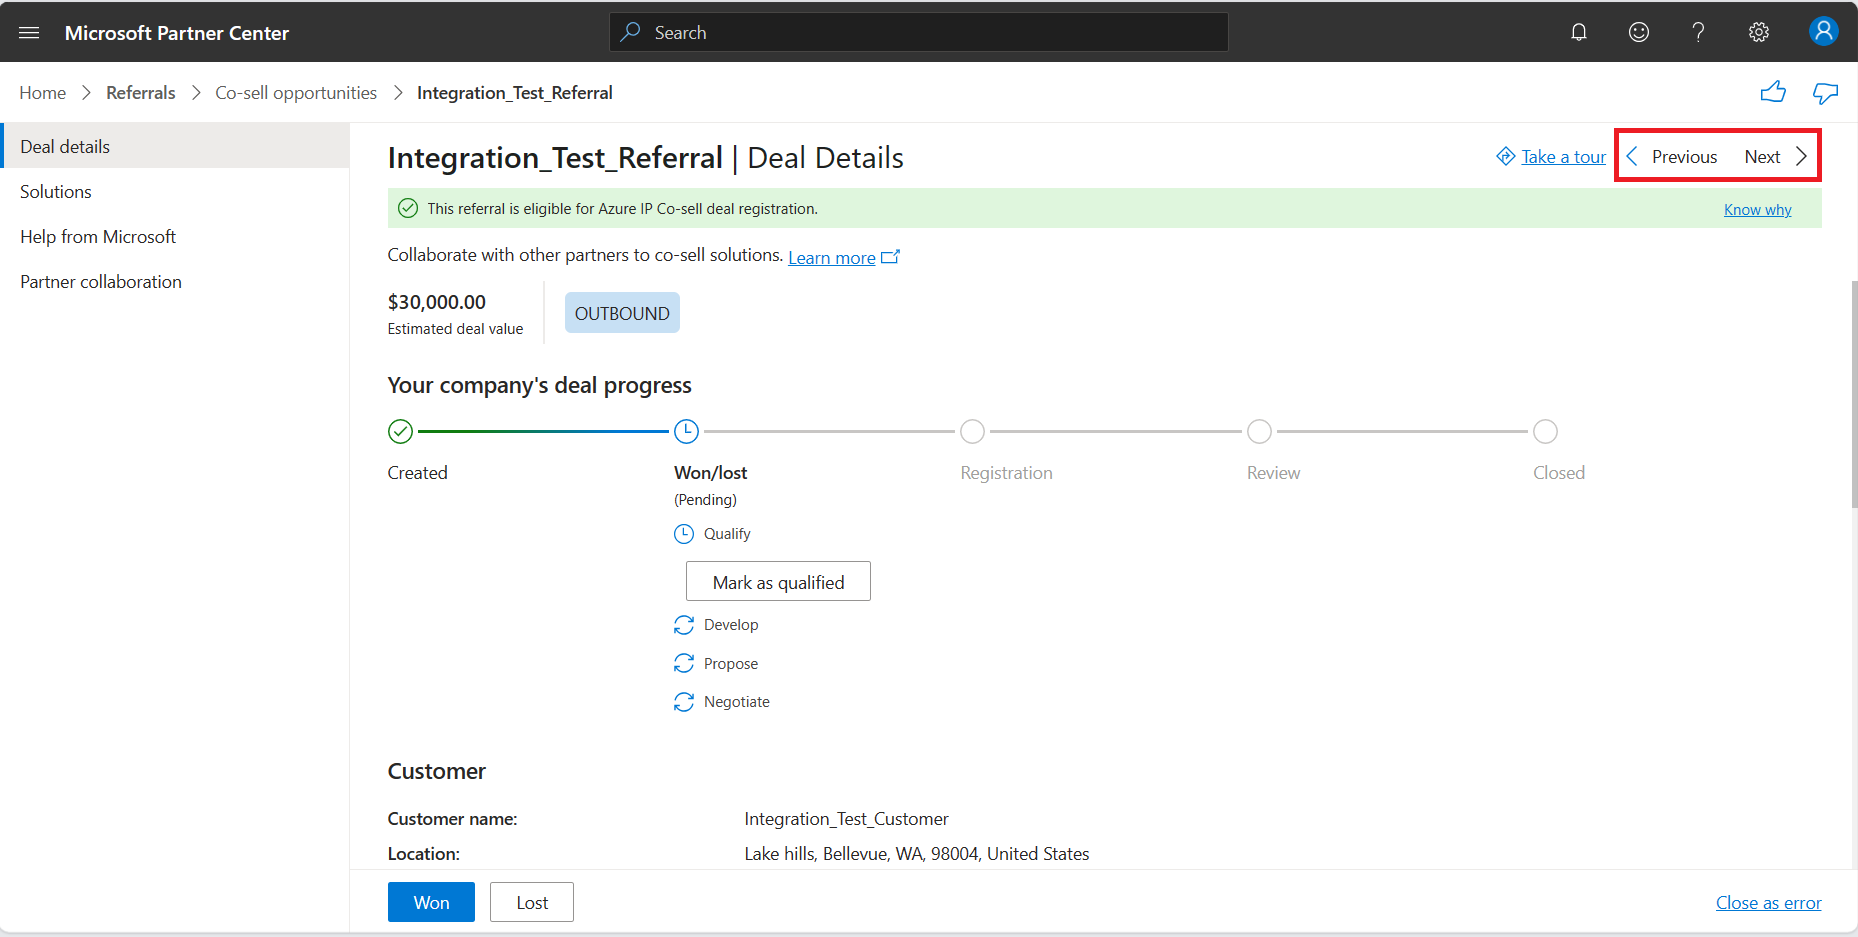 Microsoft Partner Center
Search
Home > Referrals > Co-sell opportunities > Integration_Test_Referral
Deal details
Solutions
Help from Microsoft
Partner collaboration
Integration_Test_Referral | Deal Details
Take a tour
Previous Next
This referral is eligible for Azure IP Co-sell deal registration.
Know why
Collaborate with other partners to co-sell solutions. Learn more
$30,000.00
Estimated deal value
OUTBOUND
Your company's deal progress
Created
Won/lost
(Pending)
Qualify
Mark as qualified
Develop
Propose
Negotiate
Registration
Review
Closed
Customer
Customer name: Integration_Test_Customer
Location: Lake hills, Bellevue, WA, 98004, United States
Won Lost
Close as error